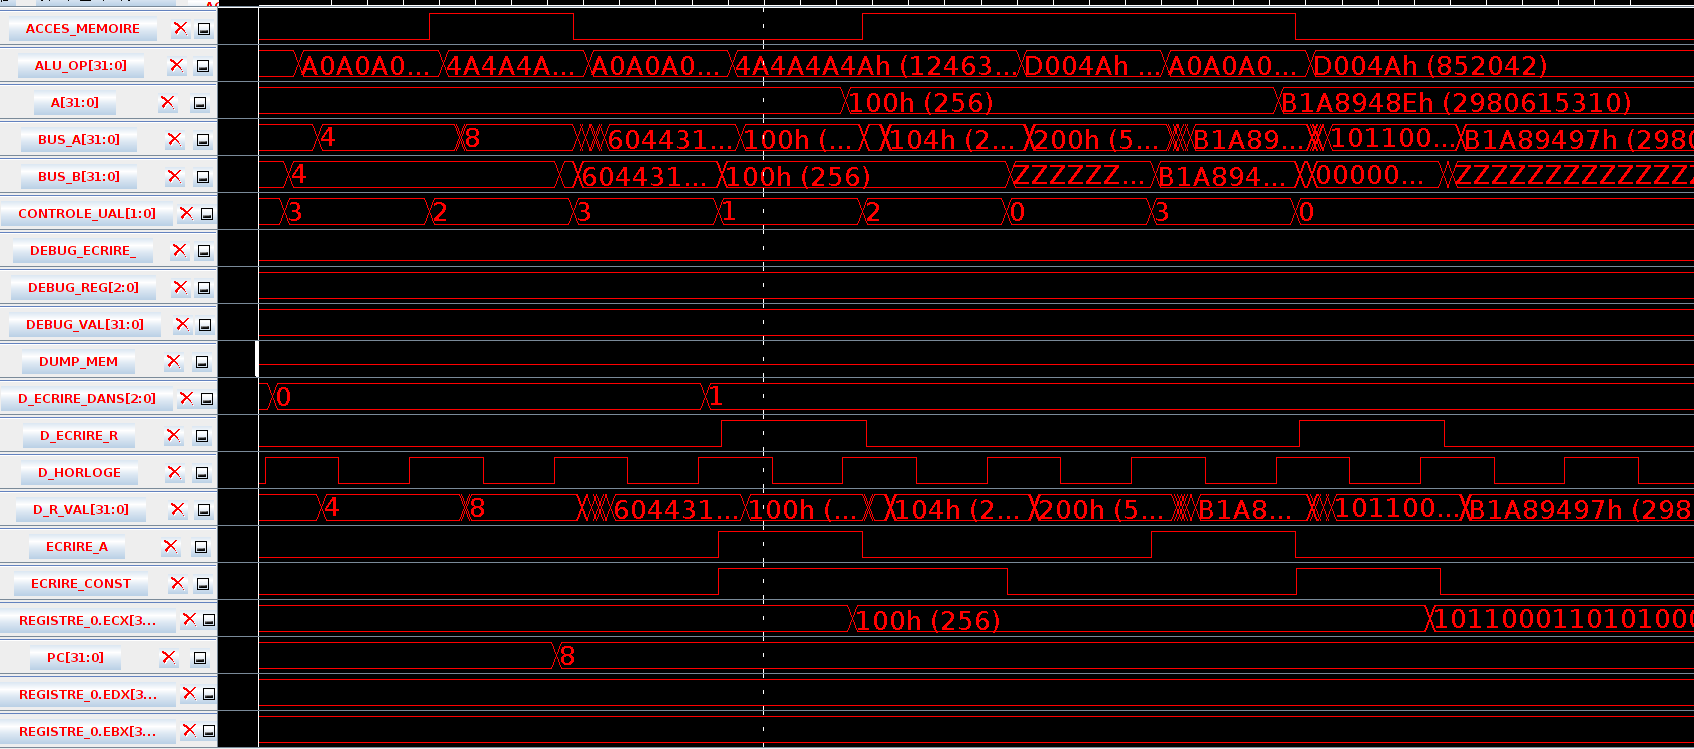 ACCES_MEMOIRE
ALU_OP[31:0] A0A0A0... 4A4A4A... A0A0A0... 4A4A4A4Ah (12463... D004Ah ... A0A0A0... D004Ah (852042)
A[31:0] 100h (256) B1A8948Eh (2980615310)
BUS_A[31:0] 4 8 604431... 100h (... 104h (2... 200h (5... B1A89... 101100... B1A89497h (2980
BUS_B[31:0] 4 604431... 100h (256) ZZZZZZ... B1A894... 00000... ZZZZZZZZZZZZZ
CONTROLE_UAL[1:0] 3 2 3 1 2 0 3 0
DEBUG_ECRIRE_
DEBUG_REG[2:0]
DEBUG_VAL[31:0]
DUMP_MEM
D_ECRIRE_DANS[2:0] 0 1
D_ECRIRE_R
D_HORLOGE
D_R_VAL[31:0] 4 8 604431... 100h (... 104h (2... 200h (5... B1A8... 101100... B1A89497h (298
ECRIRE_A
ECRIRE_CONST
REGISTRE_0.ECX[3... 100h (256) 1011000110101000
PC[31:0] 8
REGISTRE_0.EDX[3...
REGISTRE_0.EBX[3...